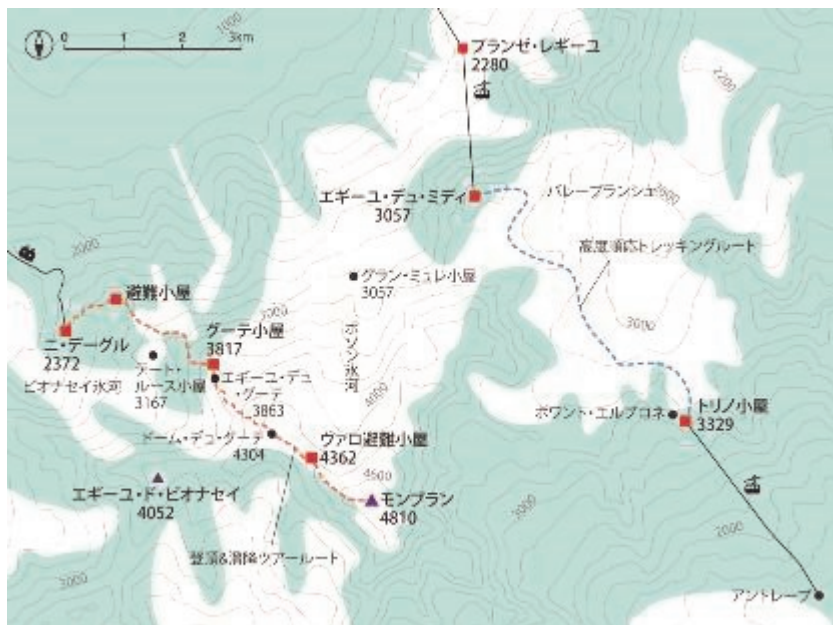 0 1 2 3km
1000
プランゼ・レギーユ
2280
2200
エギーユ・デュ・ミディ
3057
バレーブランシュ
3000
高度順応トレッキングルート
2000
グラン・ミュレ小屋
3057
避難小屋
3000
3000
グーテ小屋
3817
ニ・デーグル
2372
ビオナセイ氷河
テート・
ルース小屋
3167
エギーユ・デュ
・グーテ
3863
ボソン氷河
4000
ポワント・エルブロネ
トリノ小屋
3329
ドーム・デュ・グーテ
4304
ヴァロ避難小屋
4362
4500
エギーユ・ド・ビオナセイ
4052
モンブラン
4810
3000
2000
登頂&滑降ツアールート
3000
アントレーブ